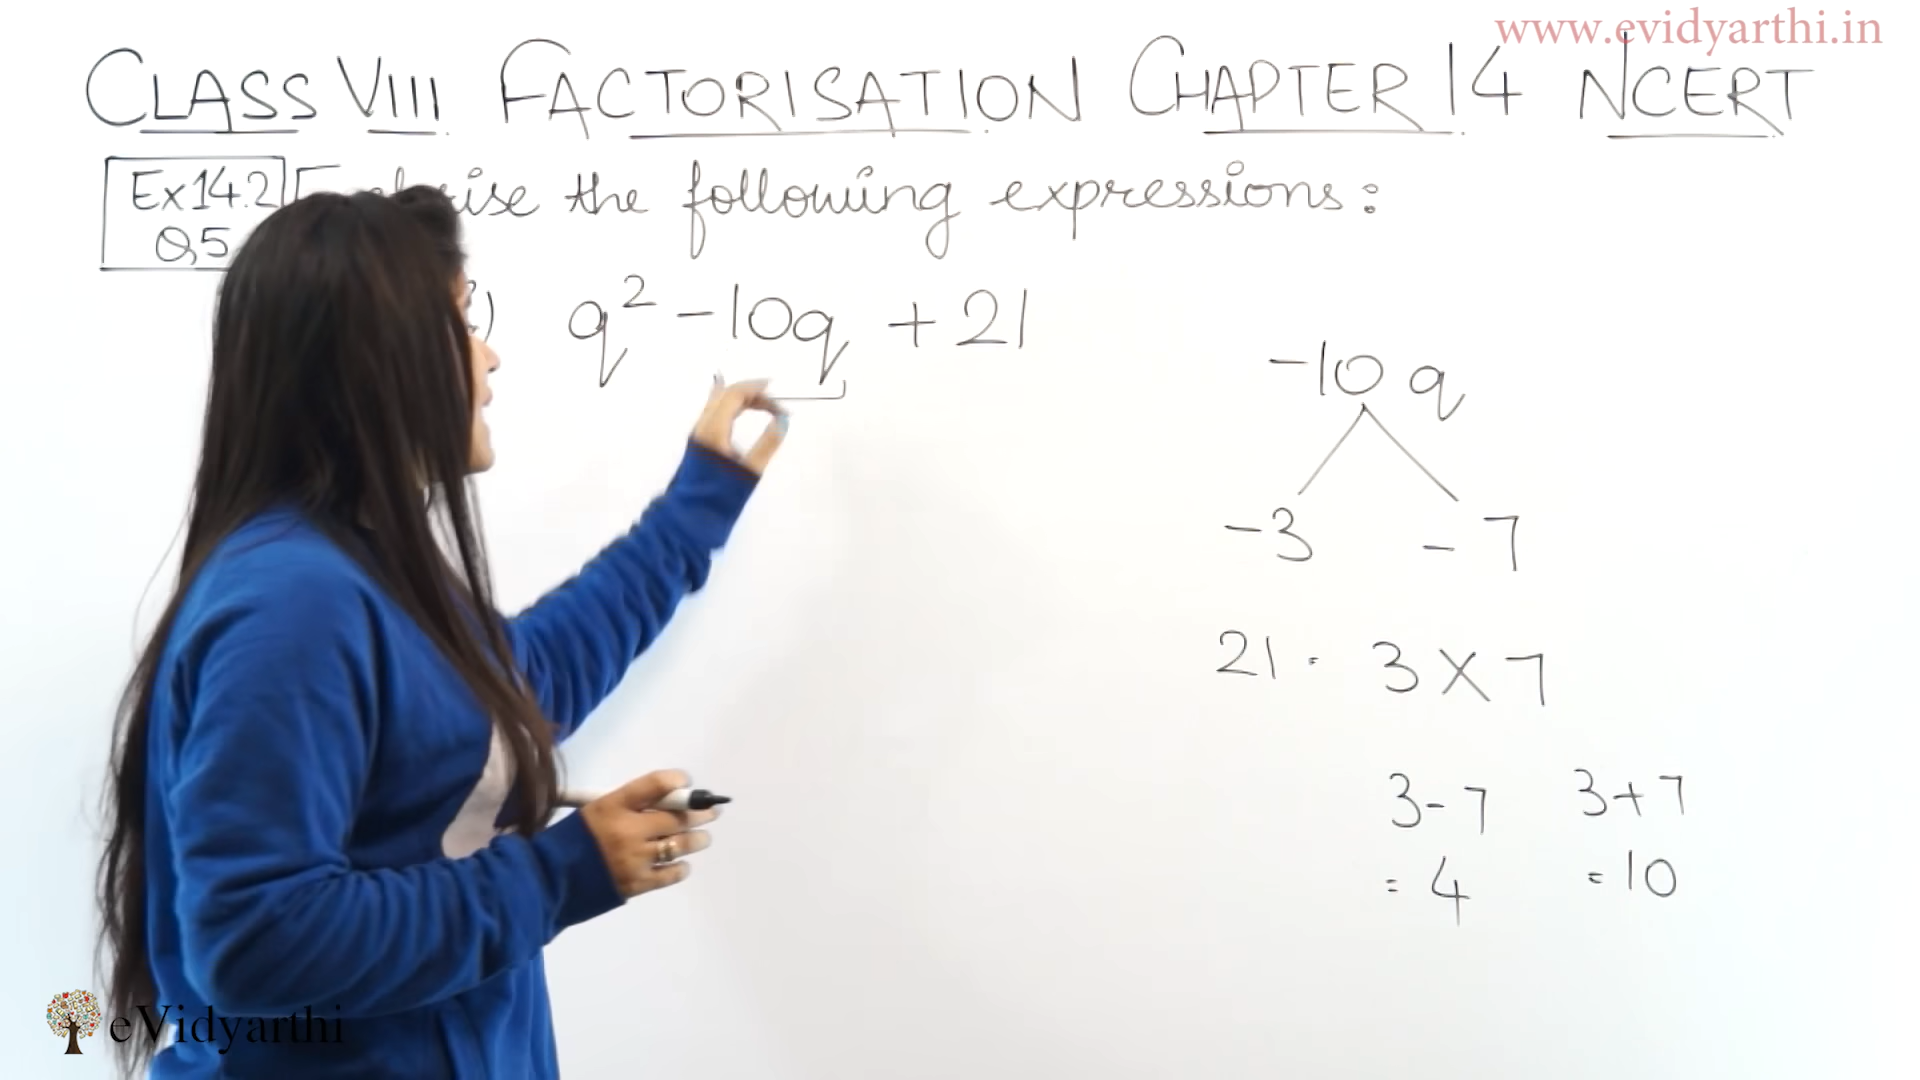 www.evidyarthi.in
CLASS VIII FACTORISATION CHAPTER 14 NCERT
Ex 14.2 the following expressions:
Q5
q² -10q + 21
-10 q
-3 -7
21 = 3 X 7
3-7 3+7
= 4 = 10
eVidyarthi